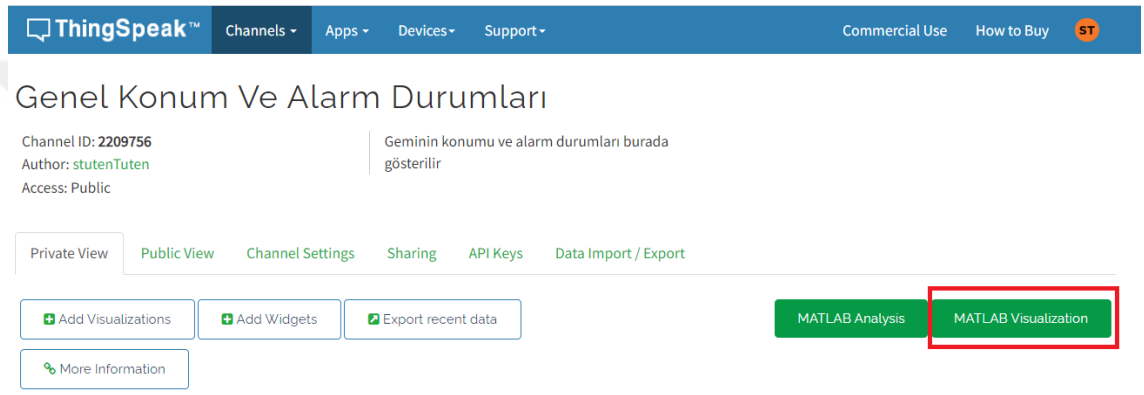 ThingSpeak™ Channels Apps Devices Support Commercial Use How to Buy ST
Genel Konum Ve Alarm Durumları
Channel ID: 2209756
Author: stutenTuten
Access: Public
Geminin konumu ve alarm durumları burada
gösterilir
Private View Public View Channel Settings Sharing API Keys Data Import / Export
Add Visualizations Add Widgets Export recent data MATLAB Analysis MATLAB Visualization
More Information